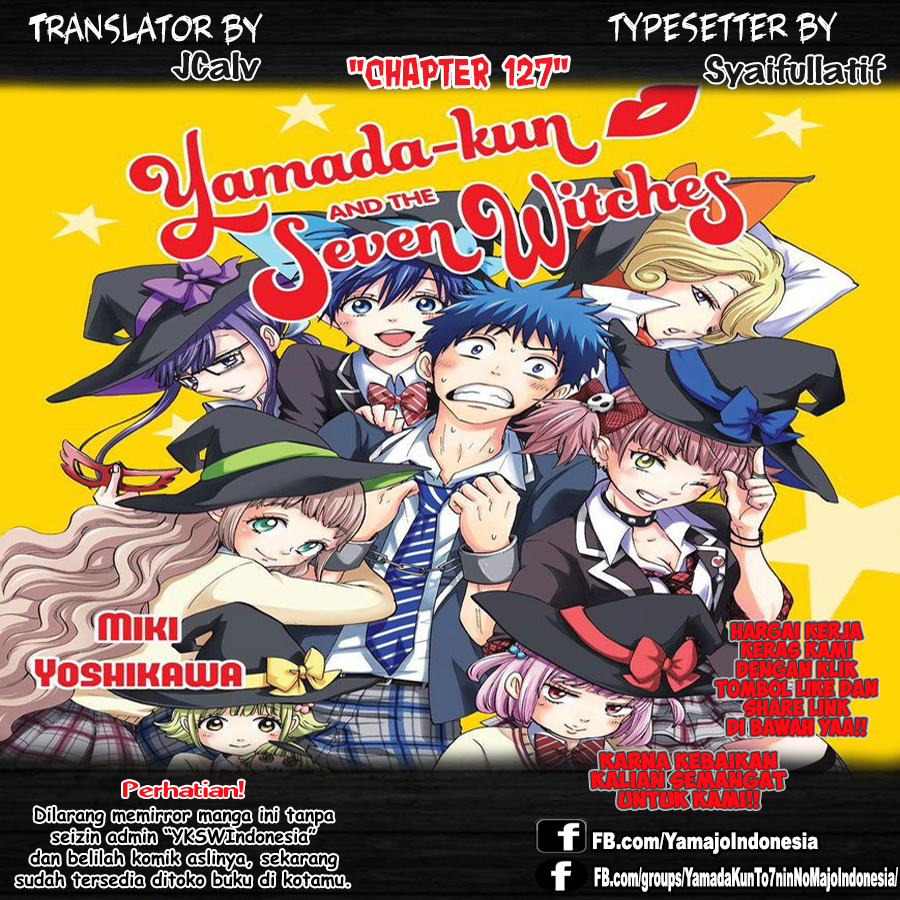 TRANSLATOR BY
JCalv
"CHAPTER 127"
TYPESETTER BY
Syaifullatif
Yamada-kun
AND THE
Seven Witches
MIKI
YOSHIKAWA
HARGAI KERJA
KERAS KAMI
DENGAN KLIK
TOMBOL LIKE DAN
SHARE LINK
DI BAWAH YAA!!
KARNA KEBAIKAN
KALIAN SEMANGAT
UNTUK KAMI!!
Perhatian!
Dilarang memirror manga ini tanpa
seizin admin "YKSWIndonesia"
dan belilah komik aslinya, sekarang
sudah tersedia ditoko buku di kotamu.
f FB.com/YamajoIndonesia
f FB.com/groups/YamadaKunTo7ninNoMajoIndonesia/